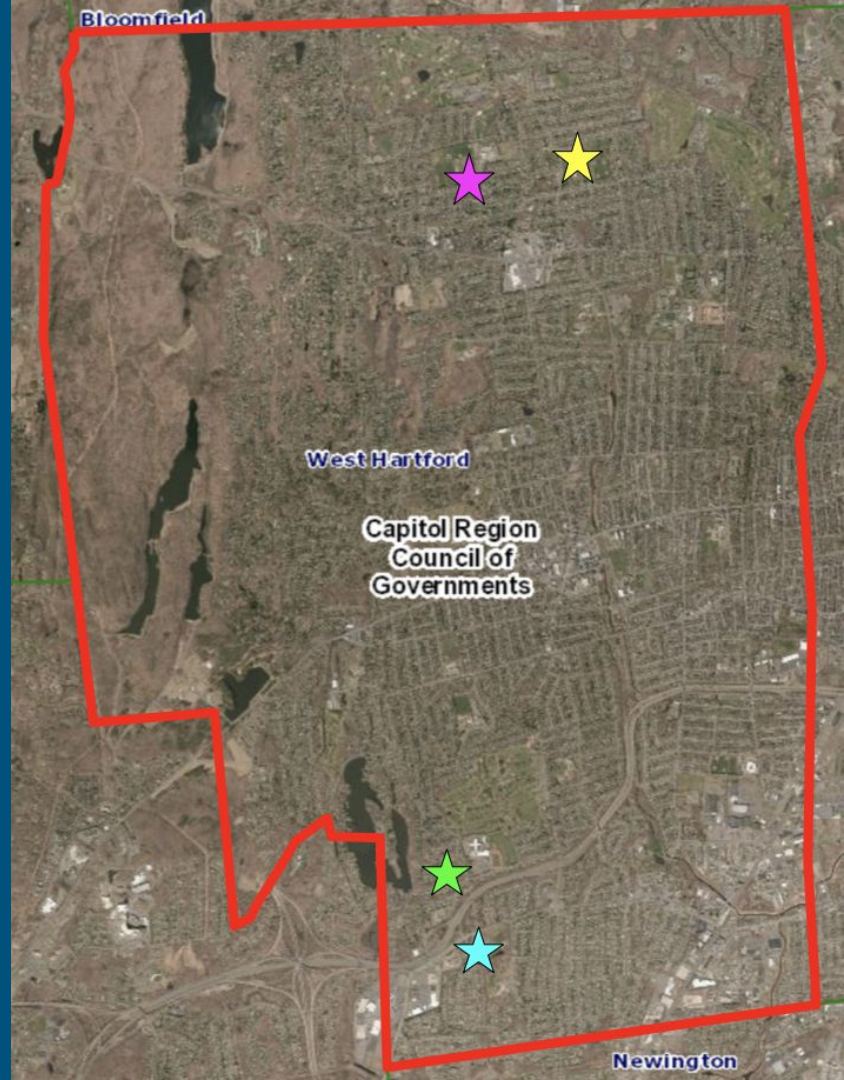 Bloomfield
West Hartford
Capitol Region
Council of
Governments
Newington